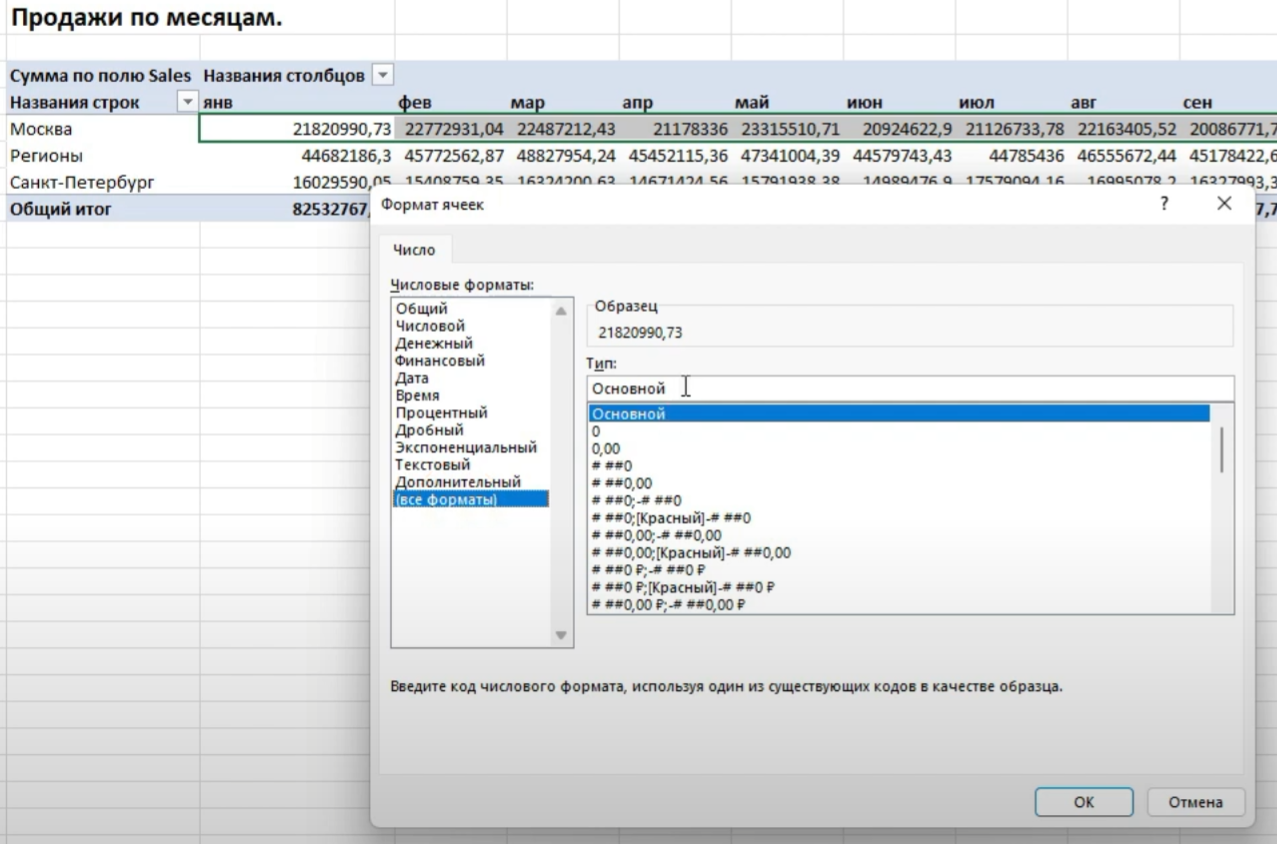 Продажи по месяцам.
Сумма по полю Sales Названия столбцов
Названия строк янв фев мар апр май июн июл авг сен
Москва 21820990,73 22772931,04 22487212,43 21178336 23315510,71 20924622,9 21126733,78 22163405,52 20086771,7
Регионы 44682186,3 45772562,87 48827954,24 45452115,36 47341004,39 44579743,43 44785436 46555672,44 45178422,6
Санкт-Петербург 16029590,05 15408759,35 16324200,63 14671424,56 15791938,38 14989476,9 17579094,16 16995078,2 16327993,3
Общий итог 82532767, 7,7
Формат ячеек ?
Число
Числовые форматы:
Общий
Числовой
Денежный
Финансовый
Дата
Время
Процентный
Дробный
Экспоненциальный
Текстовый
Дополнительный
(все форматы)
Образец
21820990,73
Тип:
Основной
Основной
0
0,00
# ##0
# ##0,00
# ##0;-# ##0
# ##0;[Красный]-# ##0
# ##0,00;-# ##0,00
# ##0,00;[Красный]-# ##0,00
# ##0 ₽;-# ##0 ₽
# ##0 ₽;[Красный]-# ##0 ₽
# ##0,00 ₽;-# ##0,00 ₽
Введите код числового формата, используя один из существующих кодов в качестве образца.
ОК Отмена